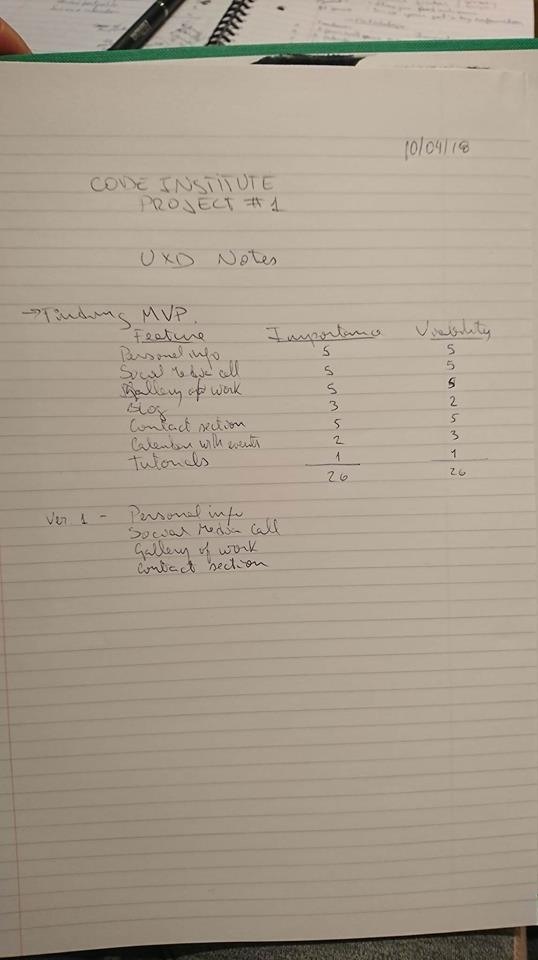 10/04/18
CODE INSTITUTE
PROJECT #1
UXD Notes
→ Finding MVP.
Feature Importance Viability
Personal info 5 5
Social Media call 5 5
Gallery of work 5 5
Blog 3 2
Contact section 5 5
Calendar with events 2 3
Tutorials 1 1
26 26
Ver. 1 - Personal info
Social Media call
Gallery of work
Contact section